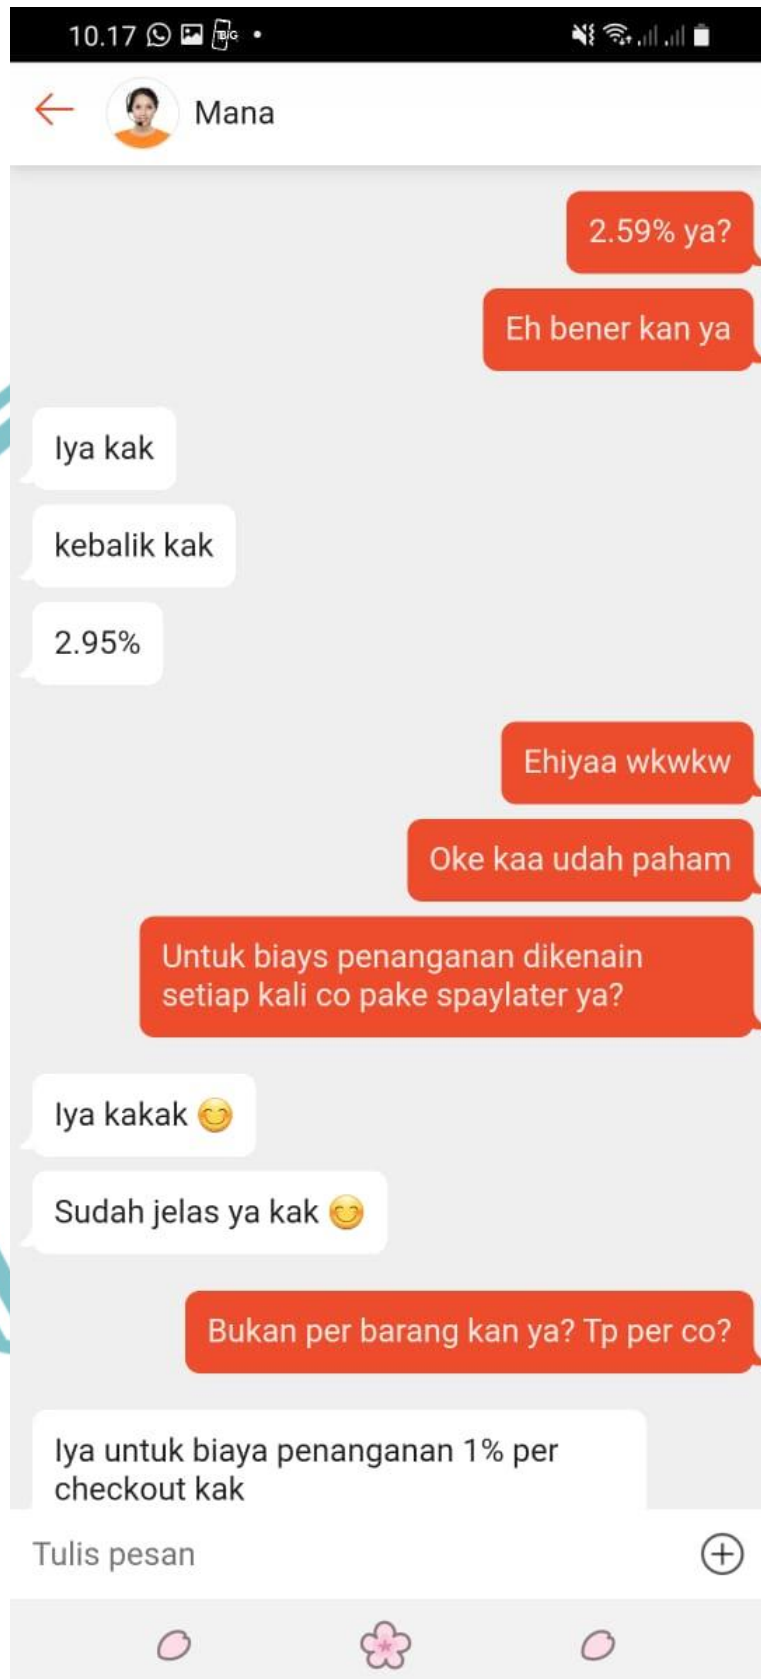 10.17
Mana
2.59% ya?
Eh bener kan ya
Iya kak
kebalik kak
2.95%
Ehiyaa wkwkw
Oke kaa udah paham
Untuk biays penanganan dikenain
setiap kali co pake spaylater ya?
Iya kakak 😊
Sudah jelas ya kak 😊
Bukan per barang kan ya? Tp per co?
Iya untuk biaya penanganan 1% per
checkout kak
Tulis pesan